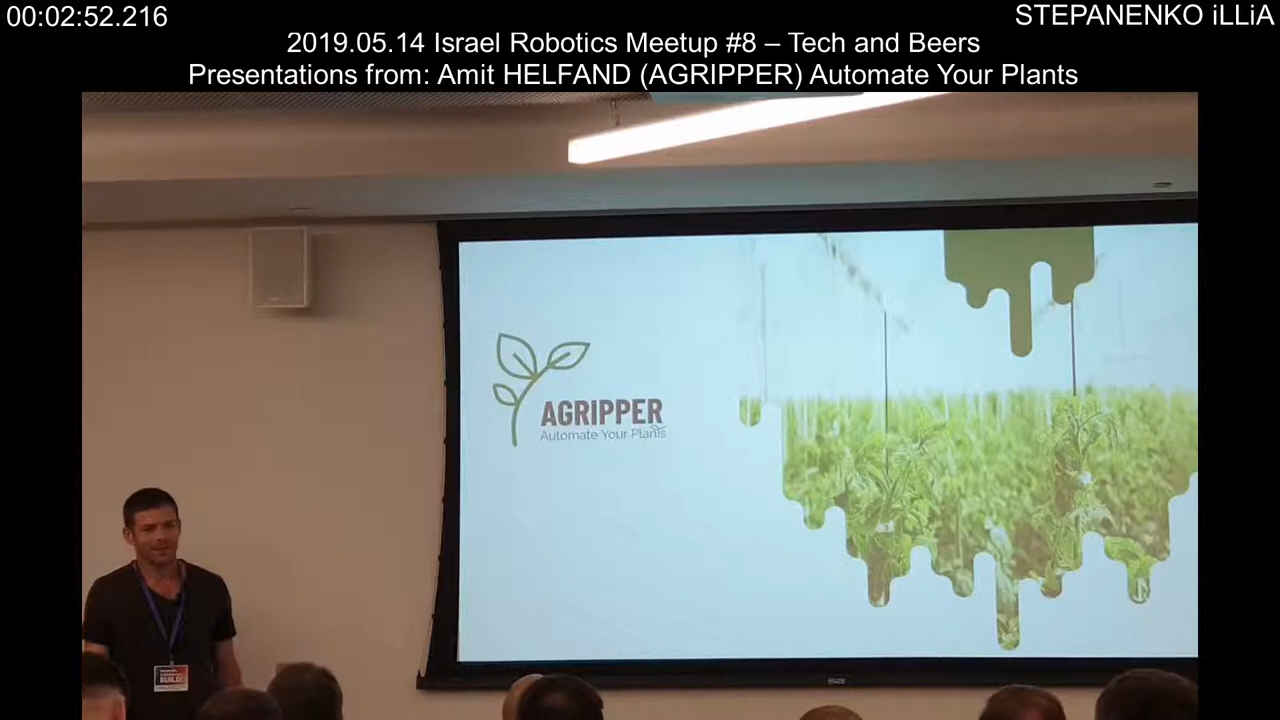 00:02:52.216
STEPANENKO iLLiA
2019.05.14 Israel Robotics Meetup #8 – Tech and Beers
Presentations from: Amit HELFAND (AGRIPPER) Automate Your Plants
AGRIPPER
Automate Your Plants
BUILD!